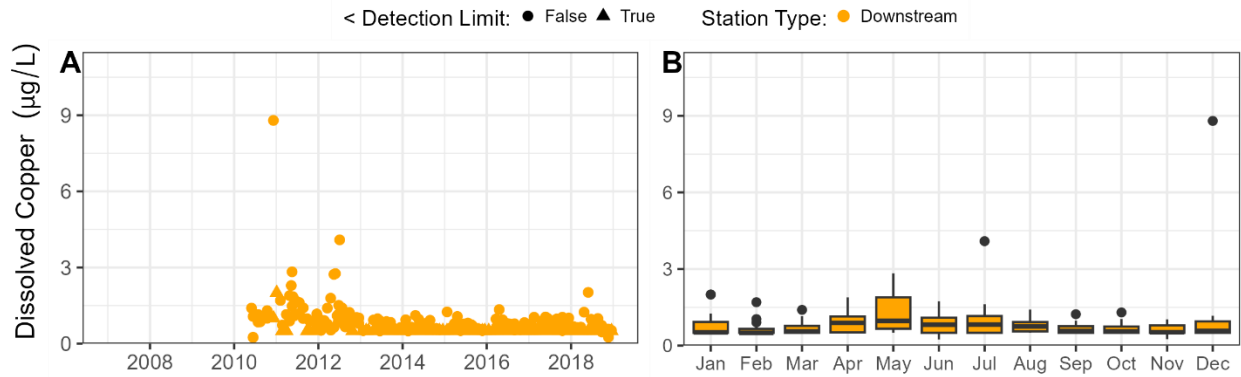 < Detection Limit: False True Station Type: Downstream
Dissolved Copper (µg/L)
A
9
6
3
0
2008 2010 2012 2014 2016 2018
B
9
6
3
0
Jan Feb Mar Apr May Jun Jul Aug Sep Oct Nov Dec